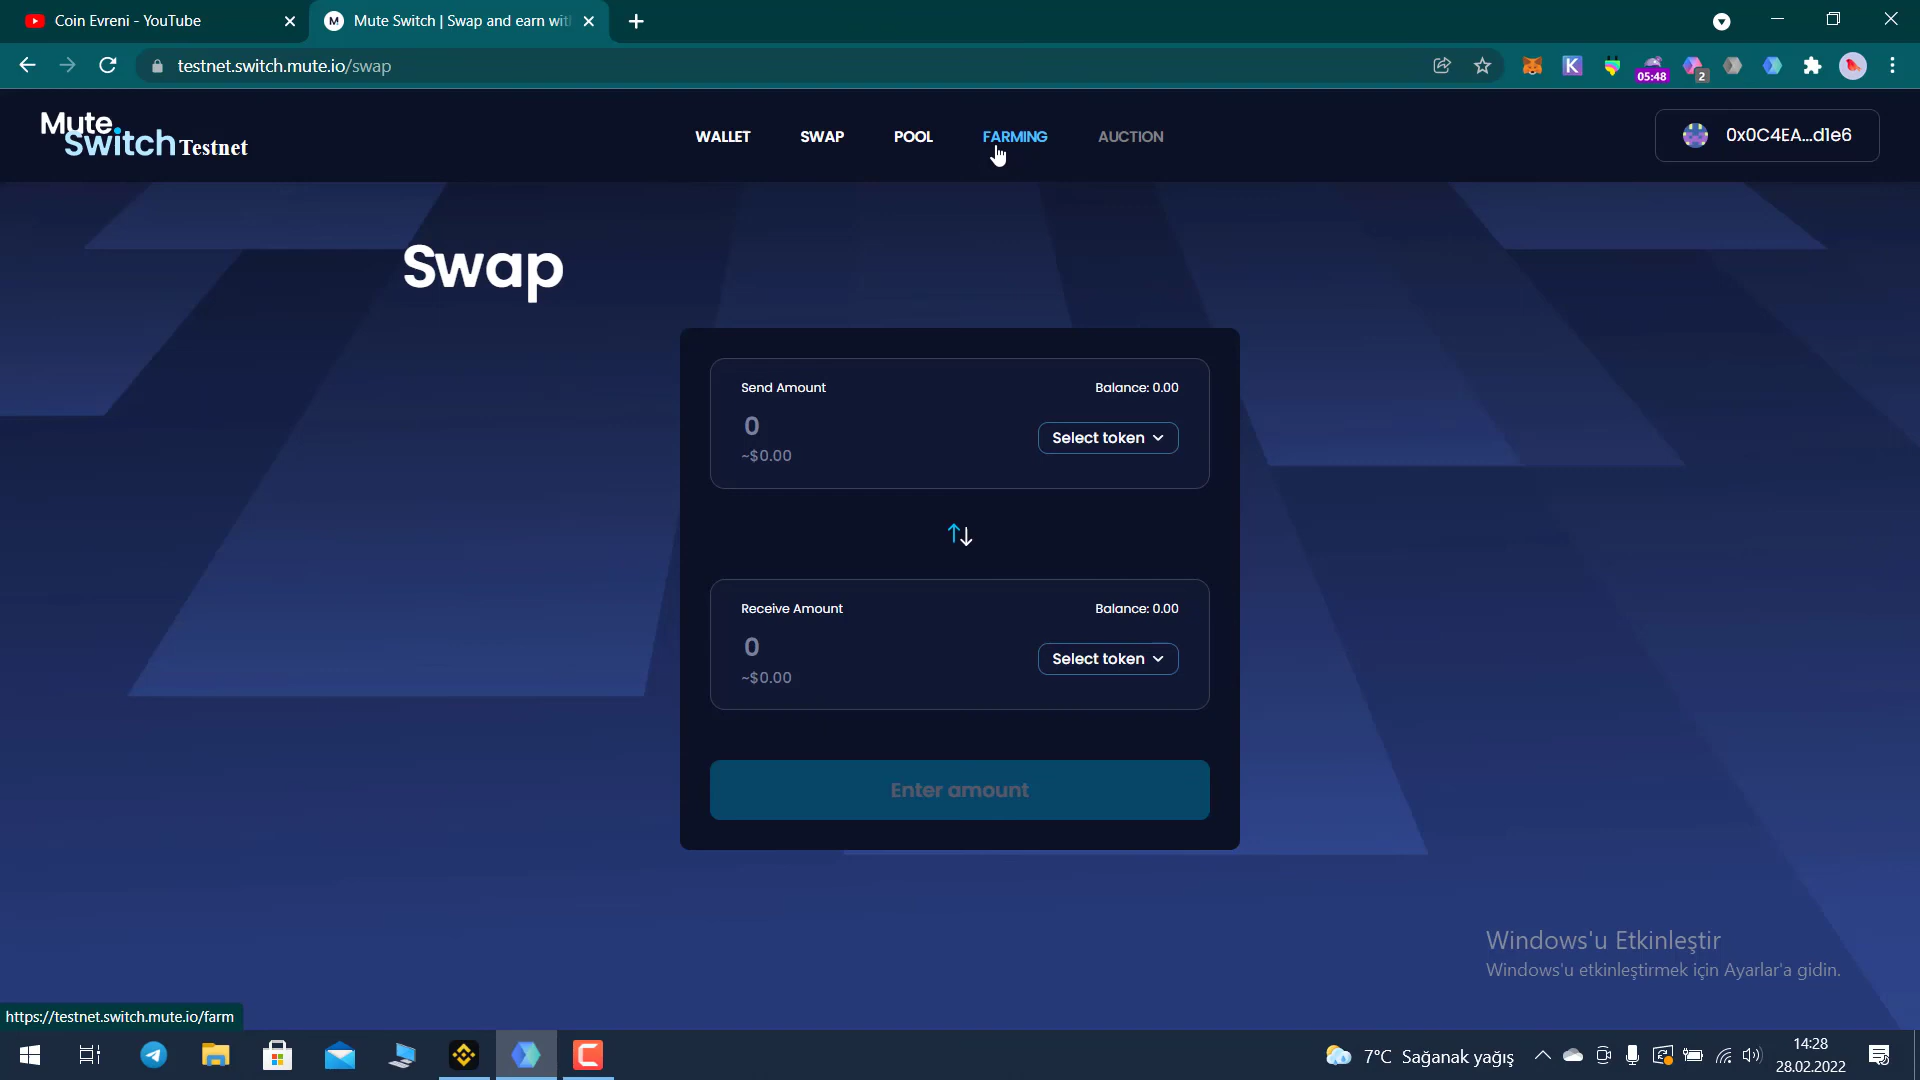 Coin Evreni - YouTube
Mute Switch | Swap and earn wit
testnet.switch.mute.io/swap
K
05:48
2
Mute.
Switch Testnet
WALLET
SWAP
POOL
FARMING
AUCTION
0x0C4EA...d1e6
Swap
Send Amount
Balance: 0.00
0
Select token
~$0.00
Receive Amount
Balance: 0.00
0
Select token
~$0.00
Enter amount
Windows'u Etkinleştir
Windows'u etkinleştirmek için Ayarlar'a gidin.
https://testnet.switch.mute.io/farm
7°C Sağanak yağış
14:28
28.02.2022